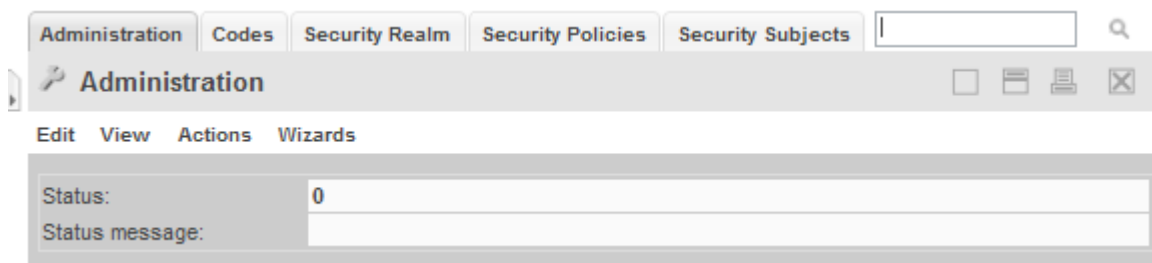 Administration Codes Security Realm Security Policies Security Subjects
Administration
Edit View Actions Wizards
Status: 0
Status message: